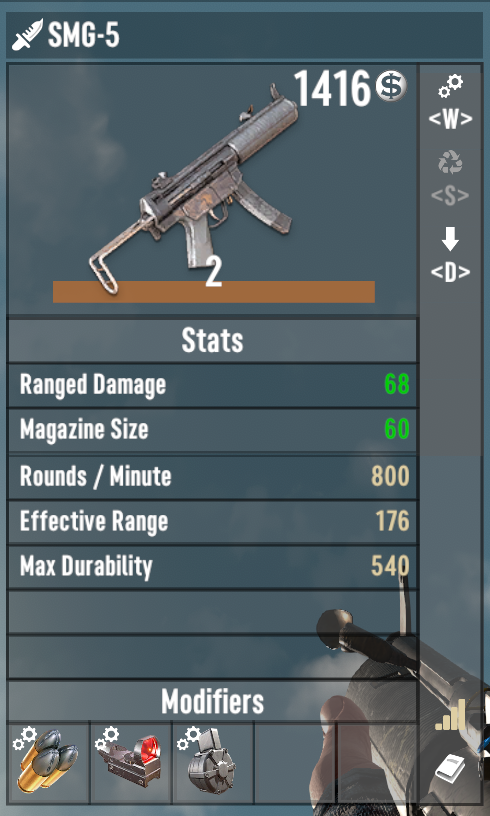 SMG-5
1416 $
<W>
<S>
<D>
2
Stats
Ranged Damage 68
Magazine Size 60
Rounds / Minute 800
Effective Range 176
Max Durability 540
Modifiers